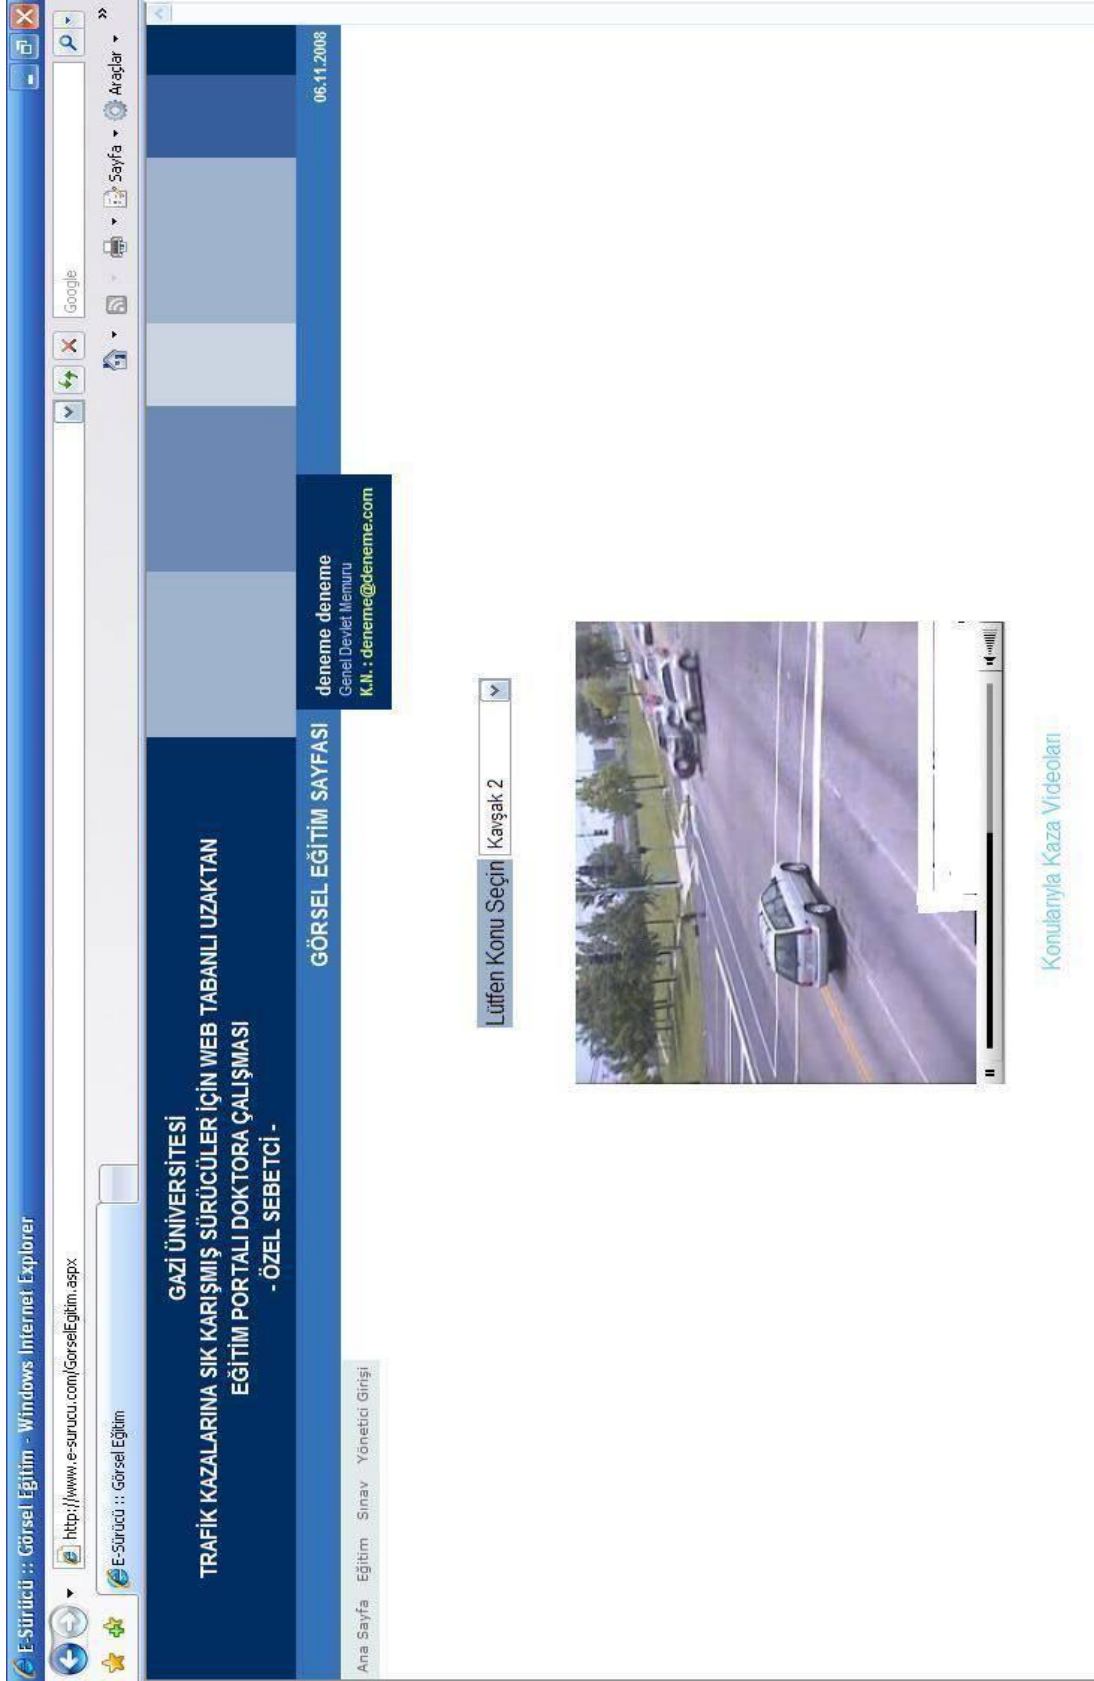 E-Sürücü :: Görsel Eğitim - Windows Internet Explorer
http://www.e-surucu.com/GorselEgitim.aspx
Google
E-Sürücü :: Görsel Eğitim
Sayfa
Araçlar
GAZİ ÜNİVERSİTESİ
TRAFİK KAZALARINA SIK KARIŞMIŞ SÜRÜCÜLER İÇİN WEB TABANLI UZAKTAN
EĞİTİM PORTALI DOKTORA ÇALIŞMASI
- ÖZEL SEBETCİ -
GÖRSEL EĞİTİM SAYFASI
06.11.2008
deneme deneme
Genel Devlet Memuru
K.N. : deneme@deneme.com
Ana Sayfa Eğitim Sınav Yönetici Girişi
Lütfen Konu Seçin Kavşak 2
Konularıyla Kaza Videoları